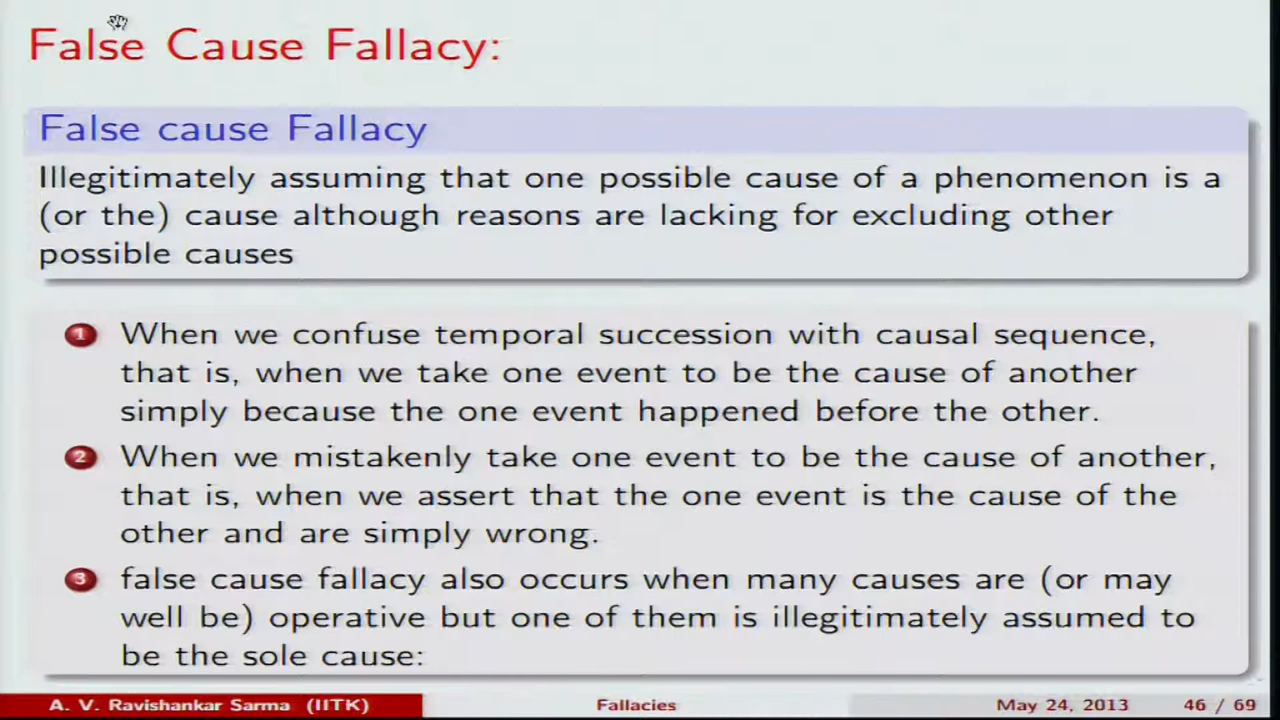 False Cause Fallacy:
False cause Fallacy
Illegitimately assuming that one possible cause of a phenomenon is a
(or the) cause although reasons are lacking for excluding other
possible causes
1 When we confuse temporal succession with causal sequence,
that is, when we take one event to be the cause of another
simply because the one event happened before the other.
2 When we mistakenly take one event to be the cause of another,
that is, when we assert that the one event is the cause of the
other and are simply wrong.
3 false cause fallacy also occurs when many causes are (or may
well be) operative but one of them is illegitimately assumed to
be the sole cause:
A. V. Ravishankar Sarma (IITK) Fallacies May 24, 2013 46 / 69